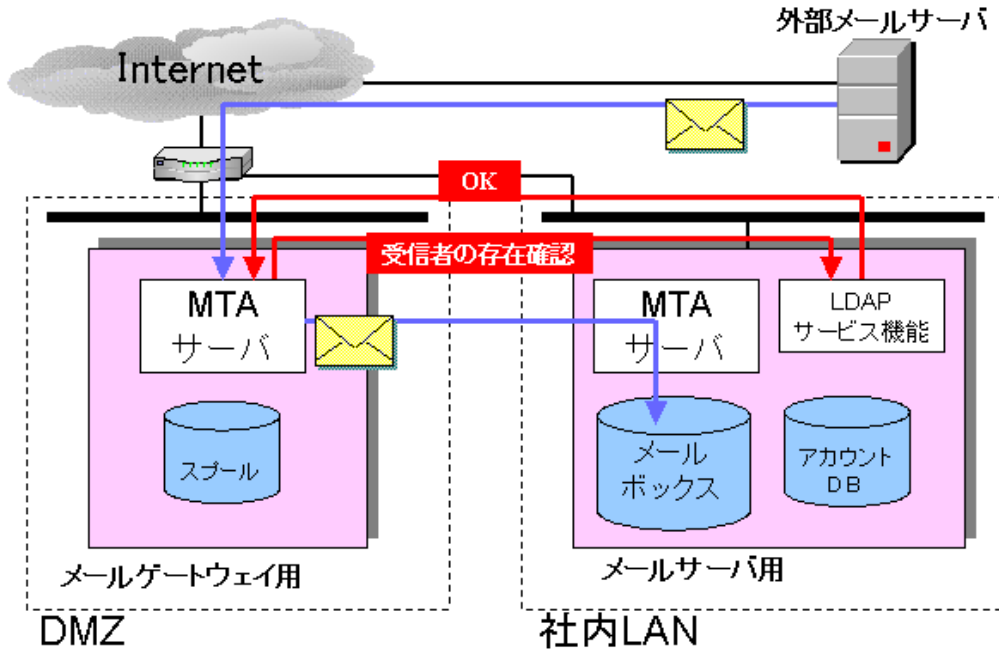 外部メールサーバ
Internet
OK
受信者の存在確認
MTA
サーバ
MTA
サーバ
LDAP
サービス機能
スプール
メール
ボックス
アカウント
DB
メールゲートウェイ用
メールサーバ用
DMZ
社内LAN